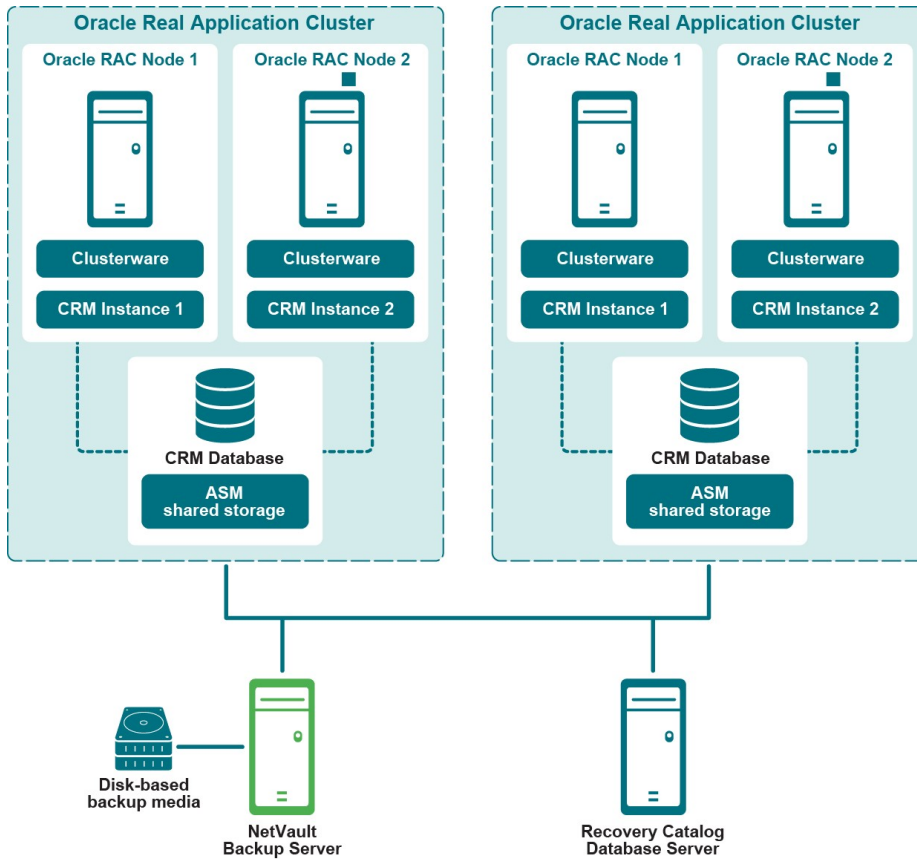 Oracle Real Application Cluster
Oracle RAC Node 1
Oracle RAC Node 2
Clusterware
Clusterware
CRM Instance 1
CRM Instance 2
CRM Database
ASM
shared storage
Oracle Real Application Cluster
Oracle RAC Node 1
Oracle RAC Node 2
Clusterware
Clusterware
CRM Instance 1
CRM Instance 2
CRM Database
ASM
shared storage
Disk-based
backup media
NetVault
Backup Server
Recovery Catalog
Database Server